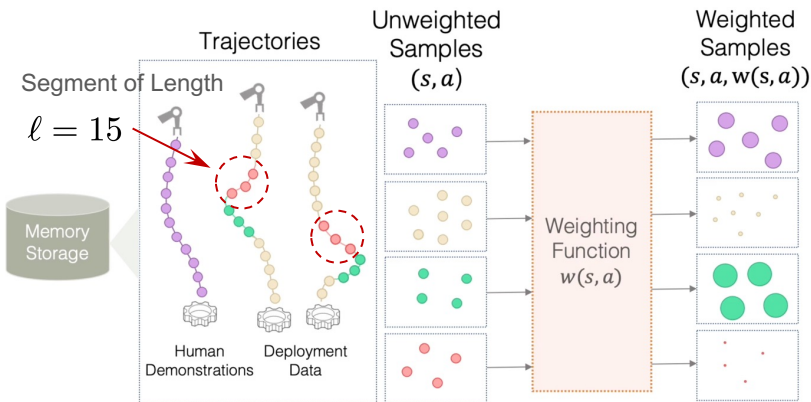 Trajectories
Unweighted
Samples
(s, a)
Weighted
Samples
(s, a, w(s, a))
Segment of Length
ℓ = 15
Memory
Storage
Weighting
Function
w(s, a)
Human
Demonstrations
Deployment
Data